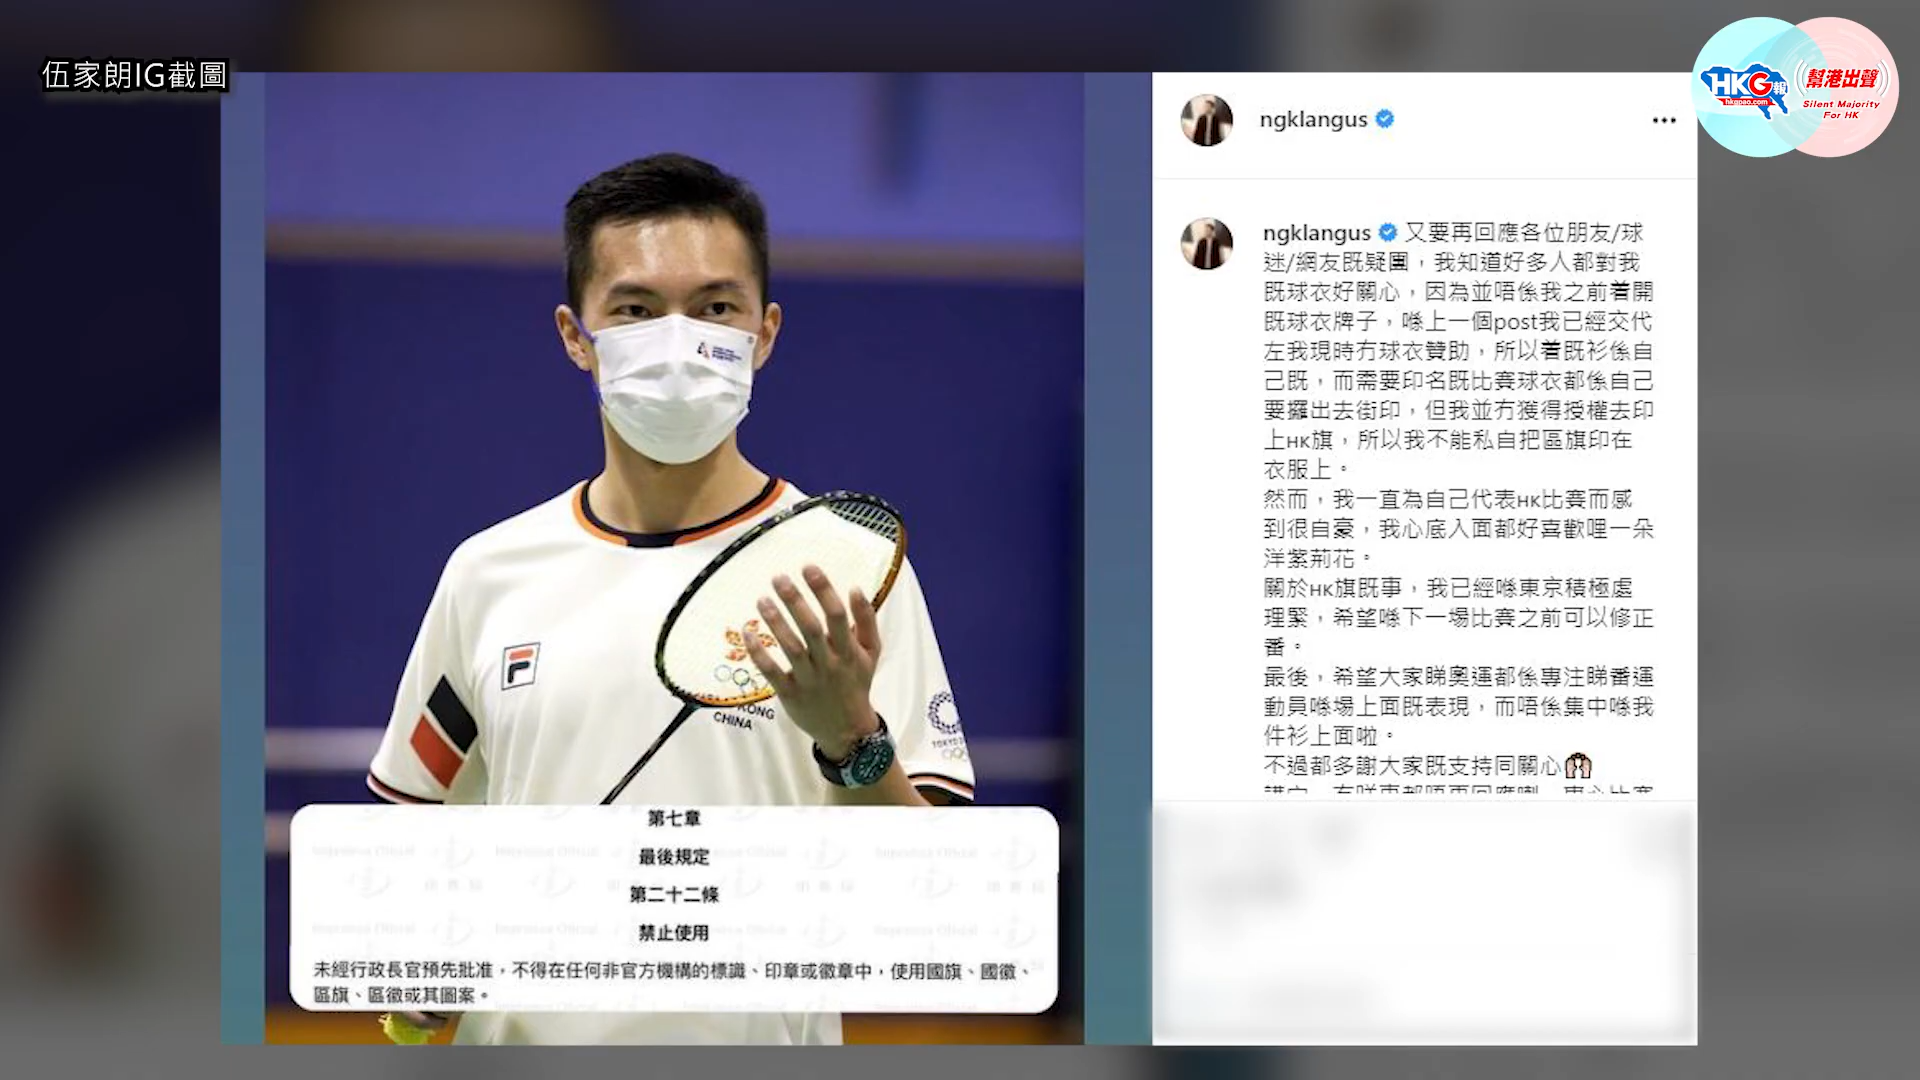 伍家朗IG截圖
HKG報
hkgpao.com
幫港出聲
Silent Majority
For HK
ngklangus
ngklangus 又要再回應各位朋友/球
迷/網友既疑團，我知道好多人都對我
既球衣好關心，因為並唔係我之前着開
既球衣牌子，喺上一個post我已經交代
左我現時冇球衣贊助，所以着既衫係自
己既，而需要印名既比賽球衣都係自己
要攞出去街印，但我並冇獲得授權去印
上HK旗，所以我不能私自把區旗印在
衣服上。
然而，我一直為自己代表HK比賽而感
到很自豪，我心底入面都好喜歡哩一朵
洋紫荊花。
關於HK旗既事，我已經喺東京積極處
理緊，希望喺下一場比賽之前可以修正
番。
最後，希望大家睇奧運都係專注睇番運
動員喺場上面既表現，而唔係集中喺我
件衫上面啦。
不過都多謝大家既支持同關心🙌
FILA
KONG
CHINA
第七章
最後規定
第二十二條
禁止使用
未經行政長官預先批准，不得在任何非官方機構的標識、印章或徽章中，使用國旗、國徽、
區旗、區徽或其圖案。